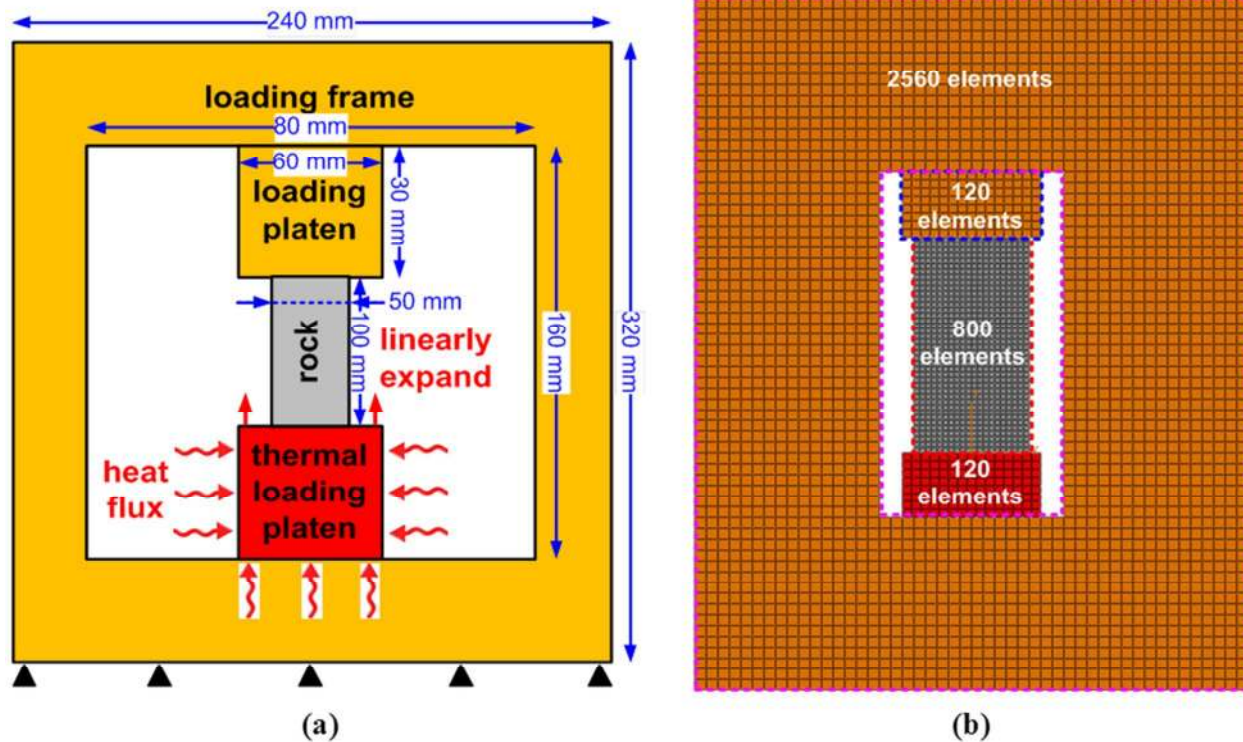 240 mm
loading frame
80 mm
60 mm
loading
platen
30 mm
50 mm
100 mm
rock
linearly
expand
160 mm
320 mm
heat
flux
thermal
loading
platen
(a)
2560 elements
120
elements
800
elements
120
elements
(b)